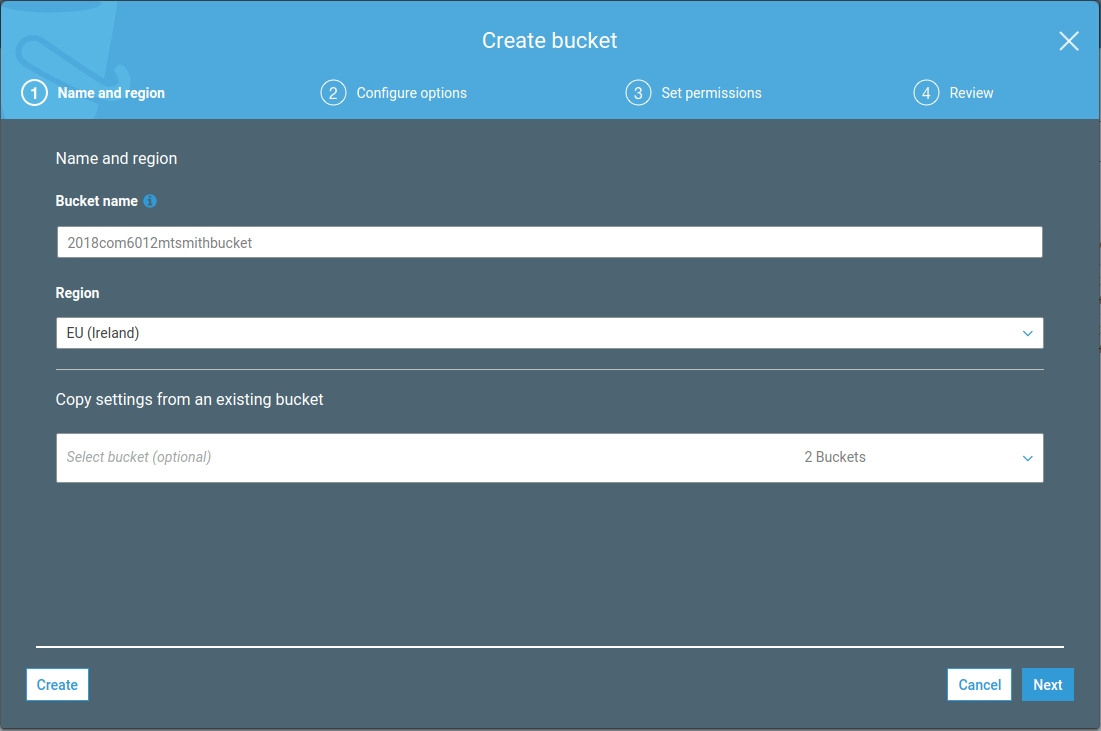 Create bucket
1 Name and region 2 Configure options 3 Set permissions 4 Review
Name and region
Bucket name
2018com6012mtsmithbucket
Region
EU (Ireland)
Copy settings from an existing bucket
Select bucket (optional) 2 Buckets
Create Cancel Next